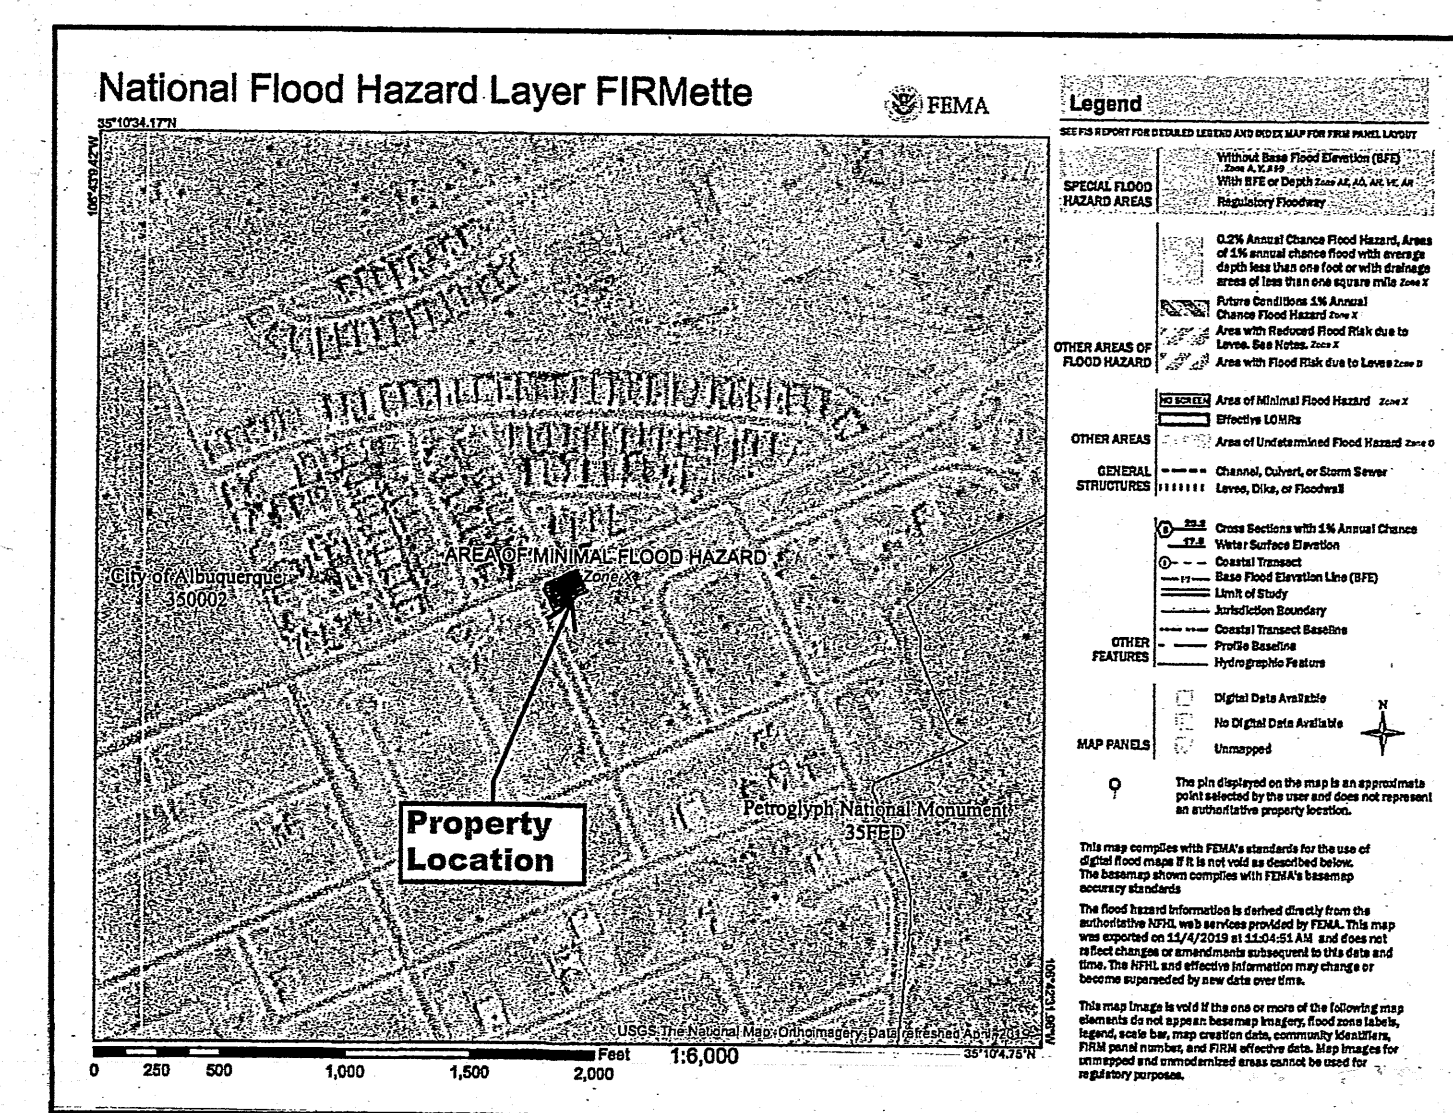 National Flood Hazard Layer FIRMette
FEMA
35°10'34.17"N
106°43'9.42"W
AREA OF MINIMAL FLOOD HAZARD
Zone X
City of Albuquerque
350002
Property
Location
Petroglyph National Monument
35FED
USGS The National Map: Orthoimagery. Data refreshed April, 2019.
35°10'4.75"N
Feet
1:6,000
0
250
500
1,000
1,500
2,000
Legend
SEE FIS REPORT FOR DETAILED LEGEND AND INDEX MAP FOR FIRM PANEL LAYOUT
SPECIAL FLOOD
HAZARD AREAS
Without Base Flood Elevation (BFE)
Zone A, V, A99
With BFE or Depth Zone AE, AO, AH, VE, AR
Regulatory Floodway
0.2% Annual Chance Flood Hazard, Areas
of 1% annual chance flood with average
depth less than one foot or with drainage
areas of less than one square mile Zone X
Future Conditions 1% Annual
Chance Flood Hazard Zone X
Area with Reduced Flood Risk due to
Levee. See Notes. Zone X
Area with Flood Risk due to Levee Zone D
OTHER AREAS OF
FLOOD HAZARD
NO SCREEN Area of Minimal Flood Hazard Zone X
Effective LOMRs
Area of Undetermined Flood Hazard Zone D
OTHER AREAS
GENERAL
STRUCTURES
Channel, Culvert, or Storm Sewer
Levee, Dike, or Floodwall
Cross Sections with 1% Annual Chance
17.5 Water Surface Elevation
Coastal Transect
Base Flood Elevation Line (BFE)
Limit of Study
Jurisdiction Boundary
Coastal Transect Baseline
Profile Baseline
Hydrographic Feature
OTHER
FEATURES
Digital Data Available
No Digital Data Available
Unmapped
MAP PANELS
N
The pin displayed on the map is an approximate
point selected by the user and does not represent
an authoritative property location.
This map complies with FEMA's standards for the use of
digital flood maps if it is not void as described below.
The basemap shown complies with FEMA's basemap
accuracy standards
The flood hazard information is derived directly from the
authoritative NFHL web services provided by FEMA. This map
was exported on 11/4/2019 at 11:04:51 AM and does not
reflect changes or amendments subsequent to this date and
time. The NFHL and effective information may change or
become superseded by new data over time.
This map image is void if the one or more of the following map
elements do not appear: basemap imagery, flood zone labels,
legend, scale bar, map creation date, community identifiers,
FIRM panel number, and FIRM effective date. Map images for
unmapped and unmodernized areas cannot be used for
regulatory purposes.